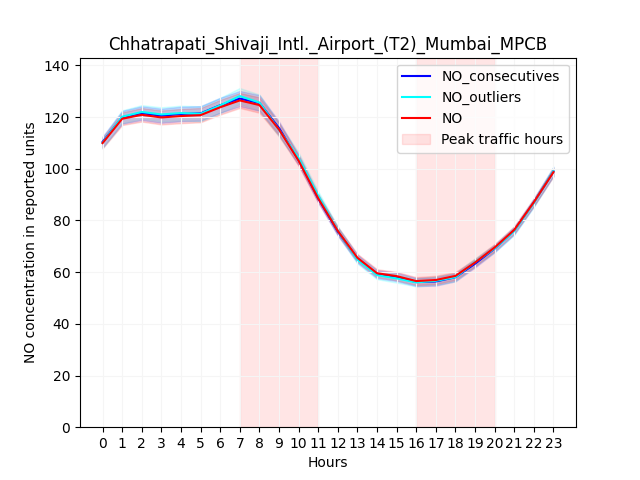 Chhatrapati_Shivaji_Intl._Airport_(T2)_Mumbai_MPCB
NO_consecutives
NO_outliers
NO
Peak traffic hours
NO concentration in reported units
140
120
100
80
60
40
20
0
0 1 2 3 4 5 6 7 8 9 10 11 12 13 14 15 16 17 18 19 20 21 22 23
Hours